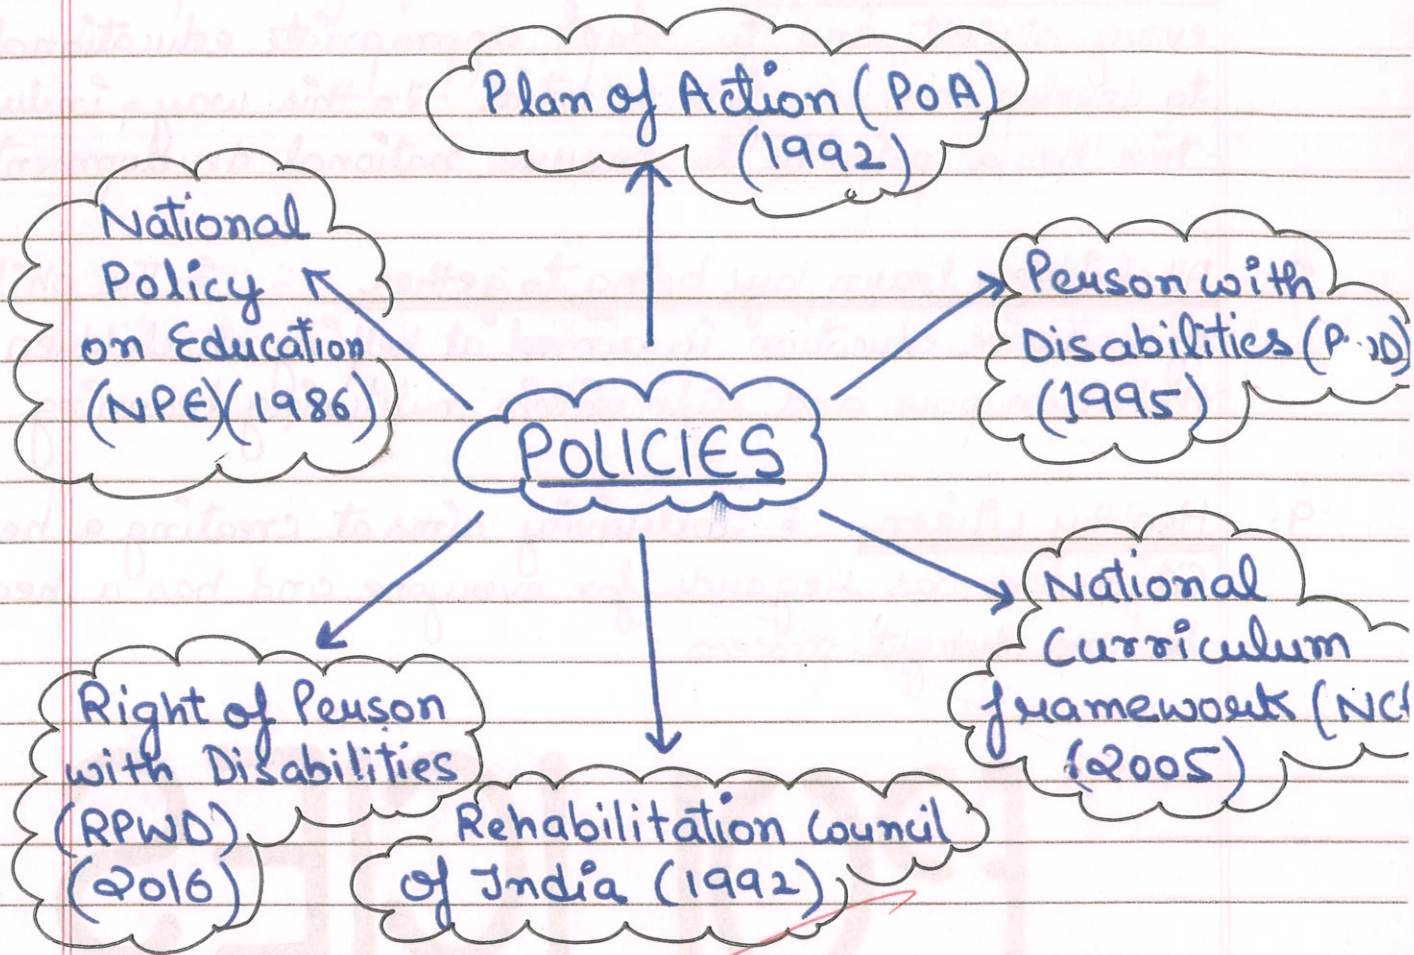 Plan of Action (PoA)
(1992)
National
Policy
on Education
(NPE)(1986)
Person with
Disabilities
(1995)
POLICIES
National
Curriculum
framework
(2005)
Right of Person
with Disabilities
(RPWD)
(2016)
Rehabilitation Council
of India (1992)